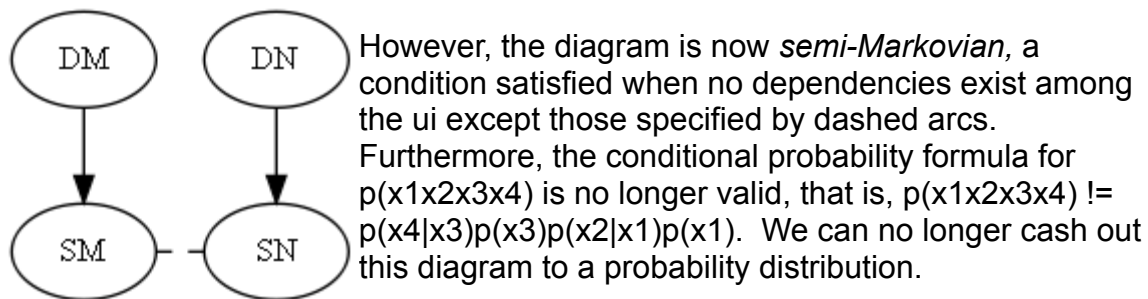 DM
DN
SM
SN
However, the diagram is now semi-Markovian, a
condition satisfied when no dependencies exist among
the ui except those specified by dashed arcs.
Furthermore, the conditional probability formula for
p(x1x2x3x4) is no longer valid, that is, p(x1x2x3x4) !=
p(x4|x3)p(x3)p(x2|x1)p(x1).  We can no longer cash out
this diagram to a probability distribution.